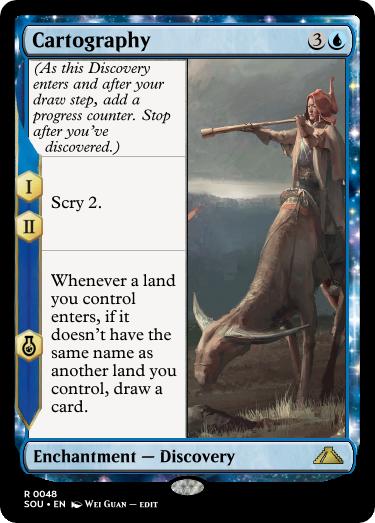 Cartography 3
(As this Discovery
enters and after your
draw step, add a
progress counter. Stop
after you've
discovered.)
I
Scry 2.
II
Whenever a land
you control
enters, if it
doesn't have the
same name as
another land you
control, draw a
card.
Enchantment — Discovery
R 0048
SOU • EN Wei Guan — edit